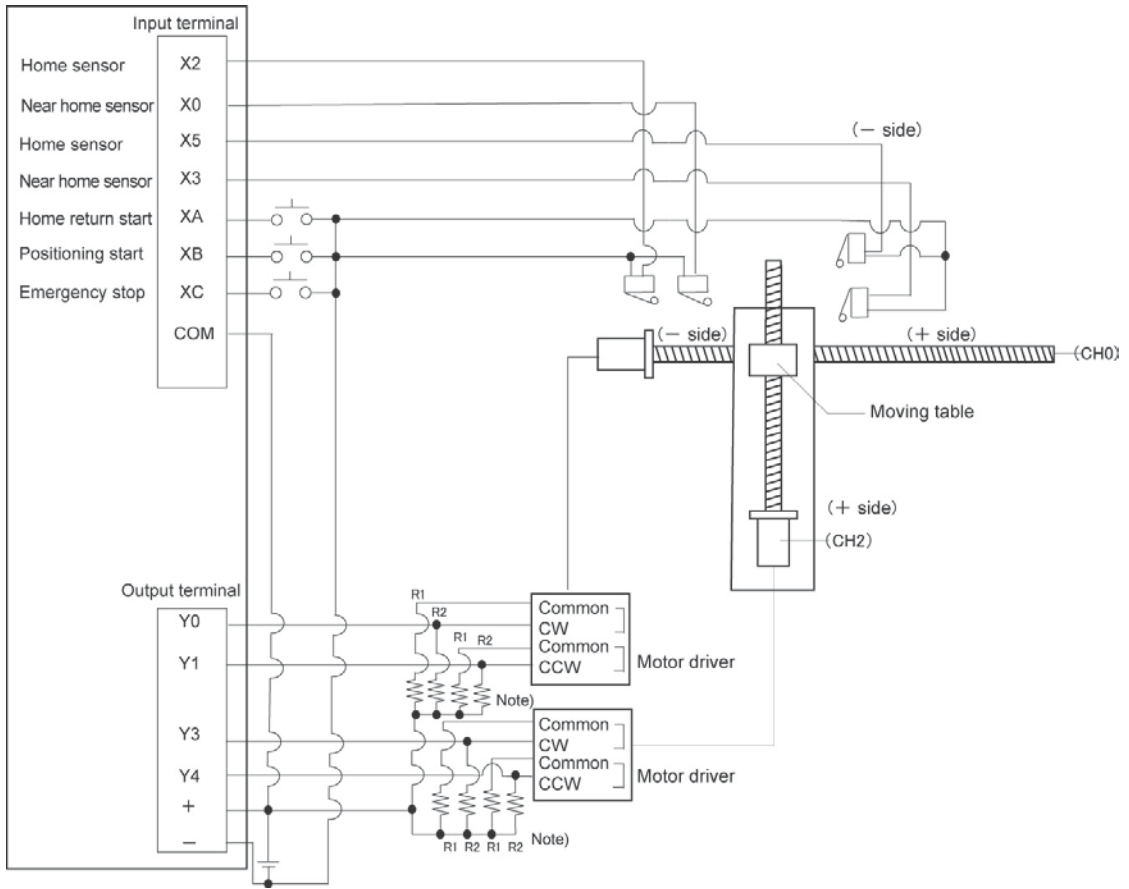 Input terminal
Home sensor X2
Near home sensor X0
Home sensor X5
(− side)
Near home sensor X3
Home return start XA
Positioning start XB
Emergency stop XC
COM
(− side)
(+ side)
(CH0)
Moving table
(+ side)
(CH2)
Output terminal
R1
Y0
R2
Common
CW
R1 R2
Common
Y1
CCW
Motor driver
Note)
Common
Y3
CW
Common
Y4
CCW
Motor driver
+
R1 R2 R1 R2 Note)
−